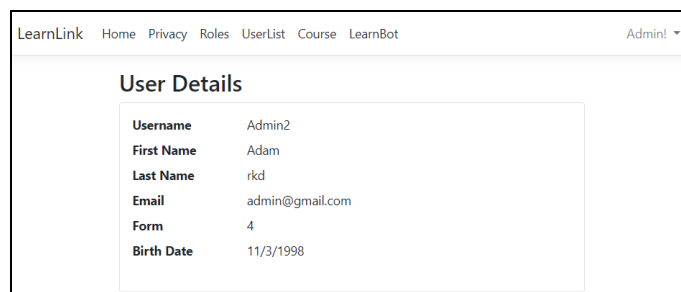 LearnLink Home Privacy Roles UserList Course LearnBot Admin!
User Details
Username Admin2
First Name Adam
Last Name rkd
Email admin@gmail.com
Form 4
Birth Date 11/3/1998